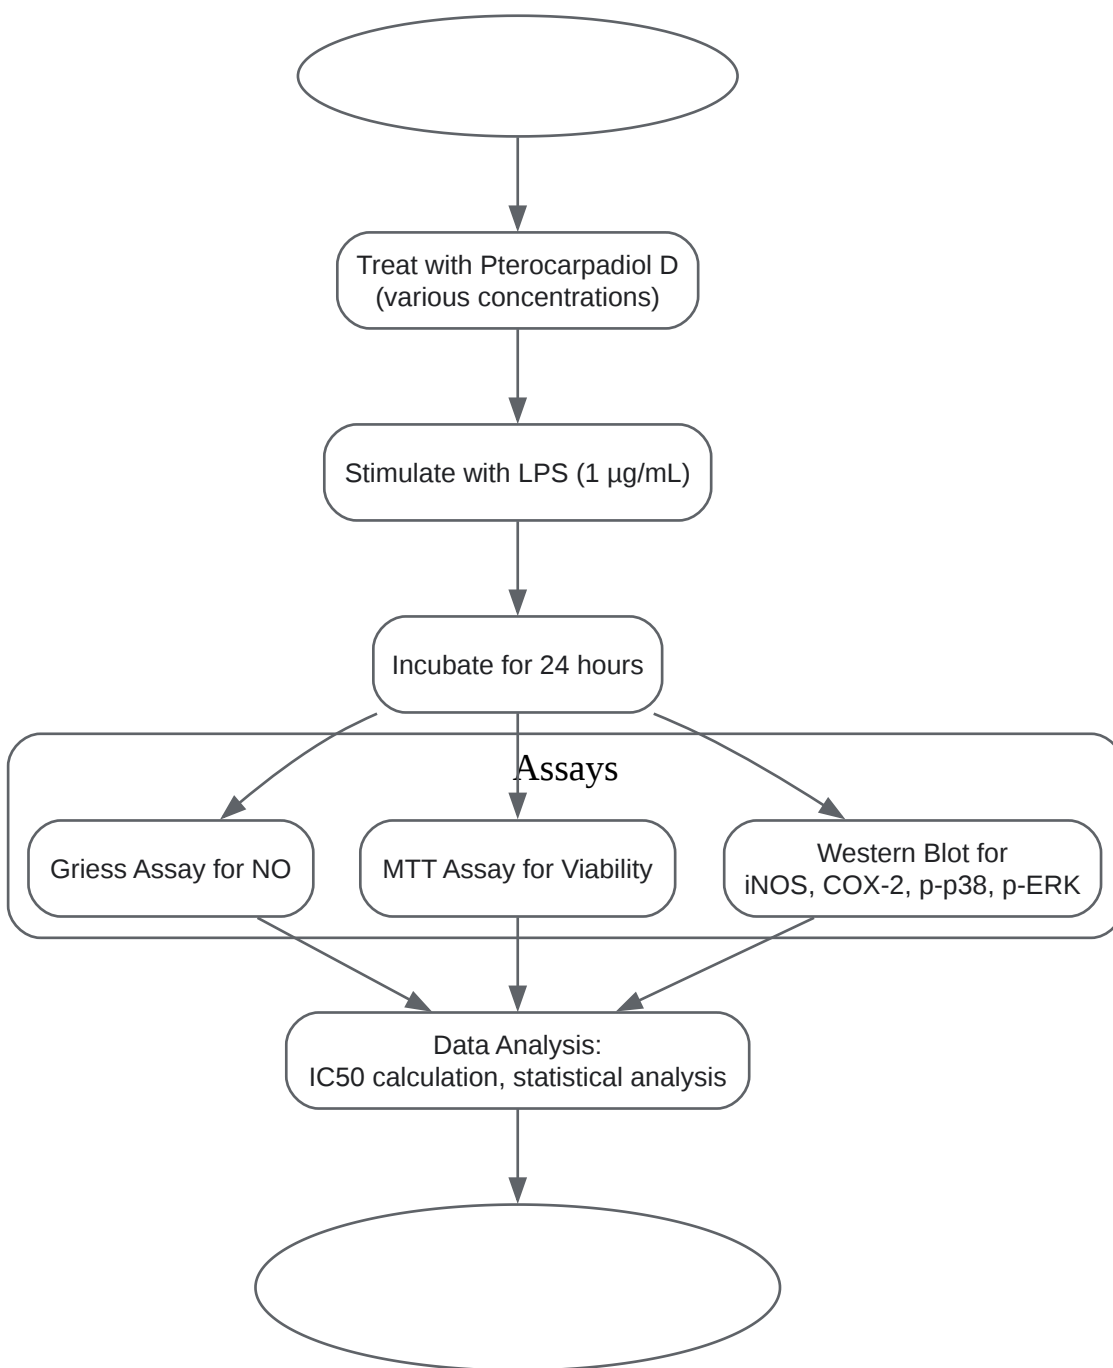 Treat with Pterocarpadiol D
(various concentrations)
Stimulate with LPS (1 µg/mL)
Incubate for 24 hours
Assays
Griess Assay for NO
MTT Assay for Viability
Western Blot for
iNOS, COX-2, p-p38, p-ERK
Data Analysis:
IC50 calculation, statistical analysis